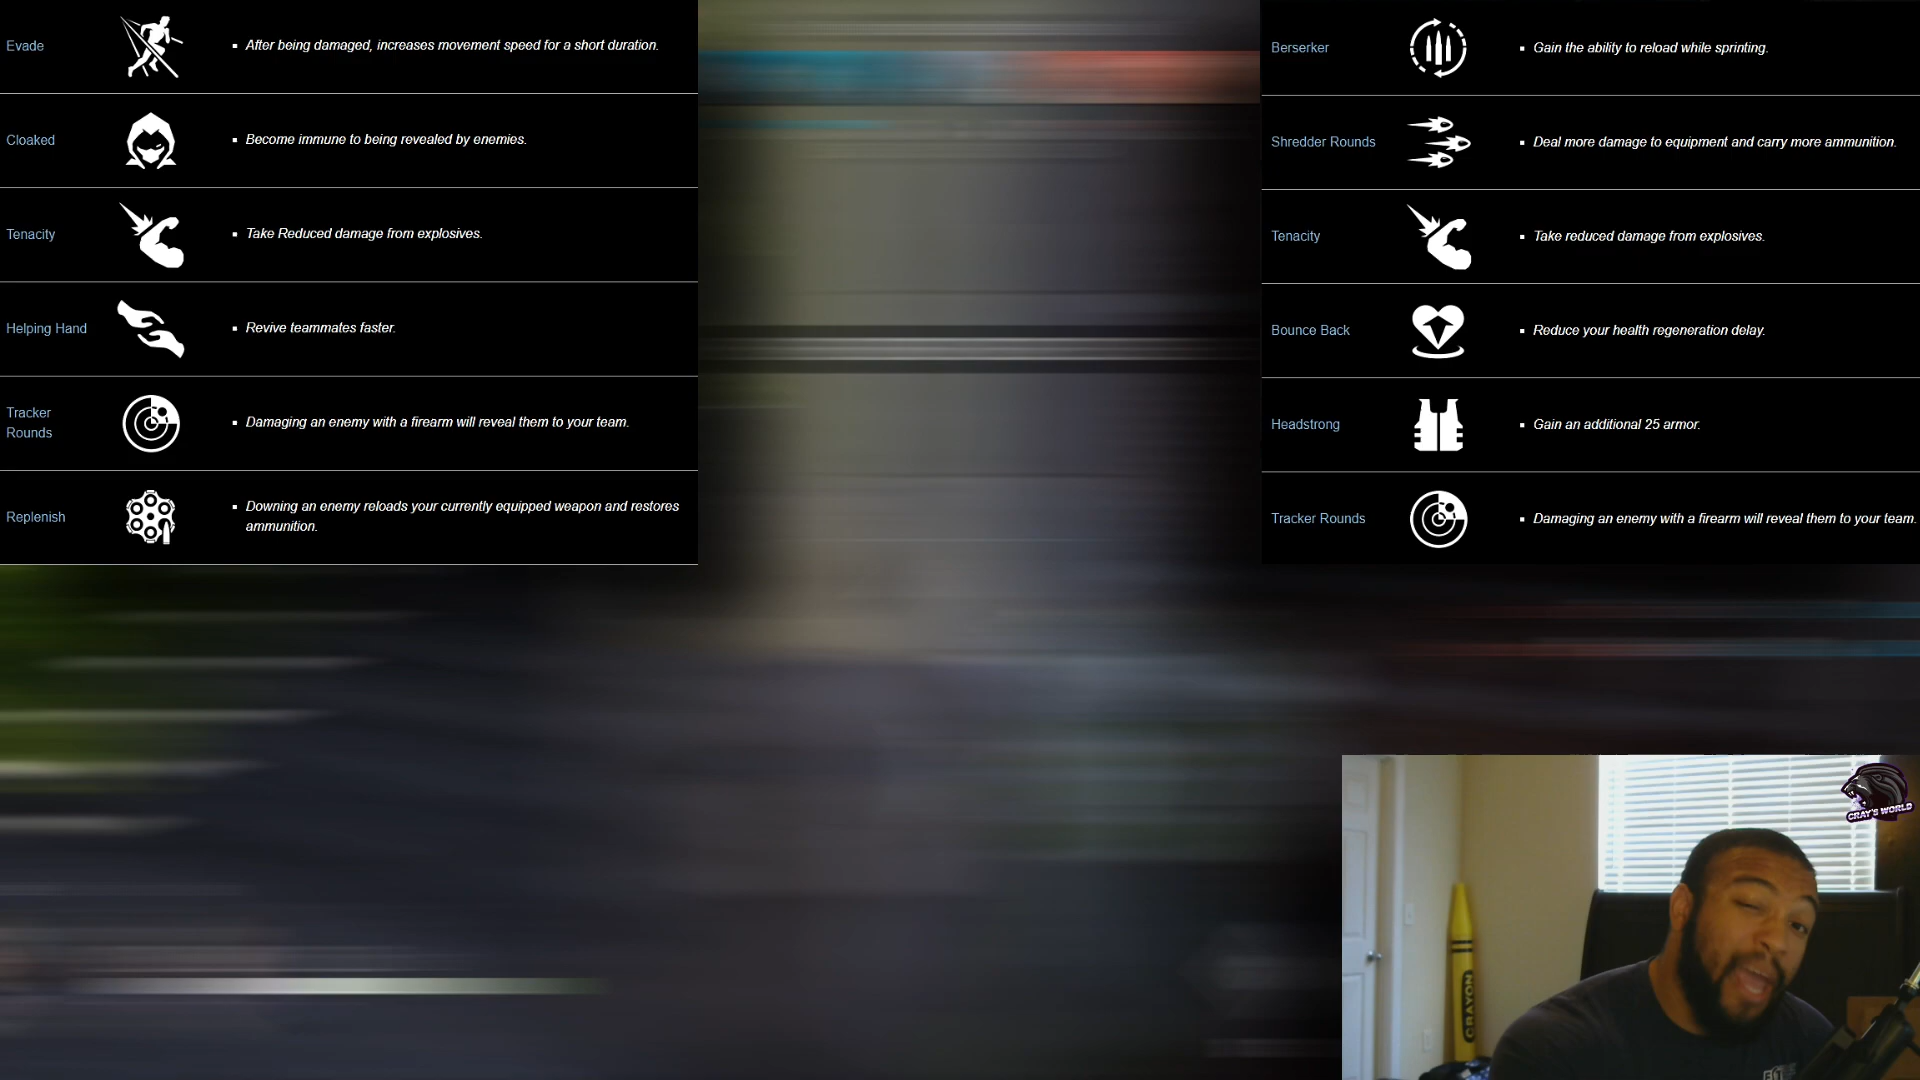 Evade
After being damaged, increases movement speed for a short duration.
Cloaked
Become immune to being revealed by enemies.
Tenacity
Take Reduced damage from explosives.
Helping Hand
Revive teammates faster.
Tracker
Rounds
Damaging an enemy with a firearm will reveal them to your team.
Replenish
Downing an enemy reloads your currently equipped weapon and restores
ammunition.
Berserker
Gain the ability to reload while sprinting.
Shredder Rounds
Deal more damage to equipment and carry more ammunition.
Tenacity
Take reduced damage from explosives.
Bounce Back
Reduce your health regeneration delay.
Headstrong
Gain an additional 25 armor.
Tracker Rounds
Damaging an enemy with a firearm will reveal them to your team.
CRAY'S WORLD
CRAYON